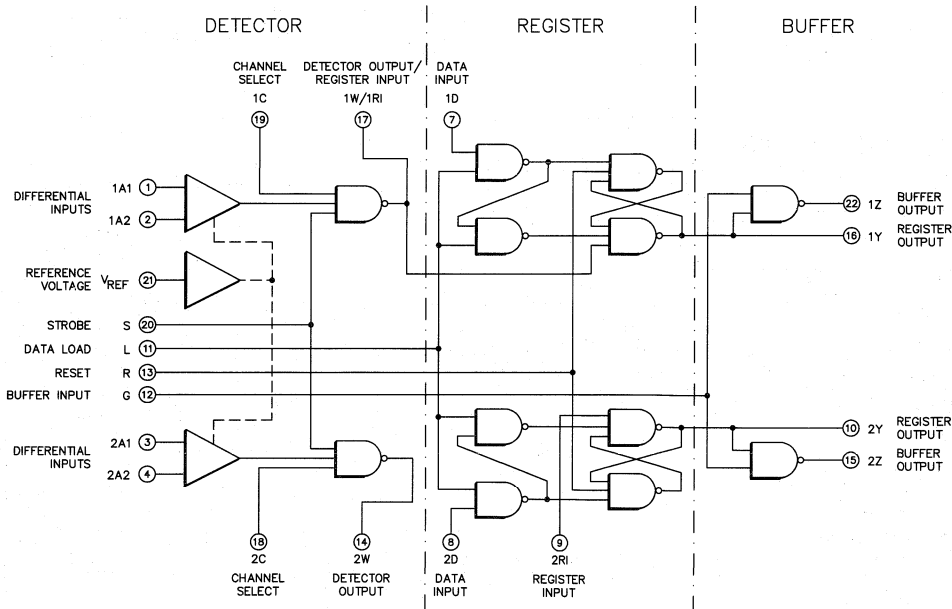 DETECTOR
REGISTER
BUFFER
CHANNEL
SELECT
1C
19
DETECTOR OUTPUT/
REGISTER INPUT
1W/1RI
17
DATA
INPUT
1D
7
DIFFERENTIAL
INPUTS
1A1 1
1A2 2
22 1Z BUFFER
OUTPUT
16 1Y REGISTER
OUTPUT
REFERENCE
VOLTAGE VREF 21
STROBE S 20
DATA LOAD L 11
RESET R 13
BUFFER INPUT G 12
DIFFERENTIAL
INPUTS
2A1 3
2A2 4
10 2Y REGISTER
OUTPUT
15 2Z BUFFER
OUTPUT
18
2C
CHANNEL
SELECT
14
2W
DETECTOR
OUTPUT
8
2D
DATA
INPUT
9
2RI
REGISTER
INPUT